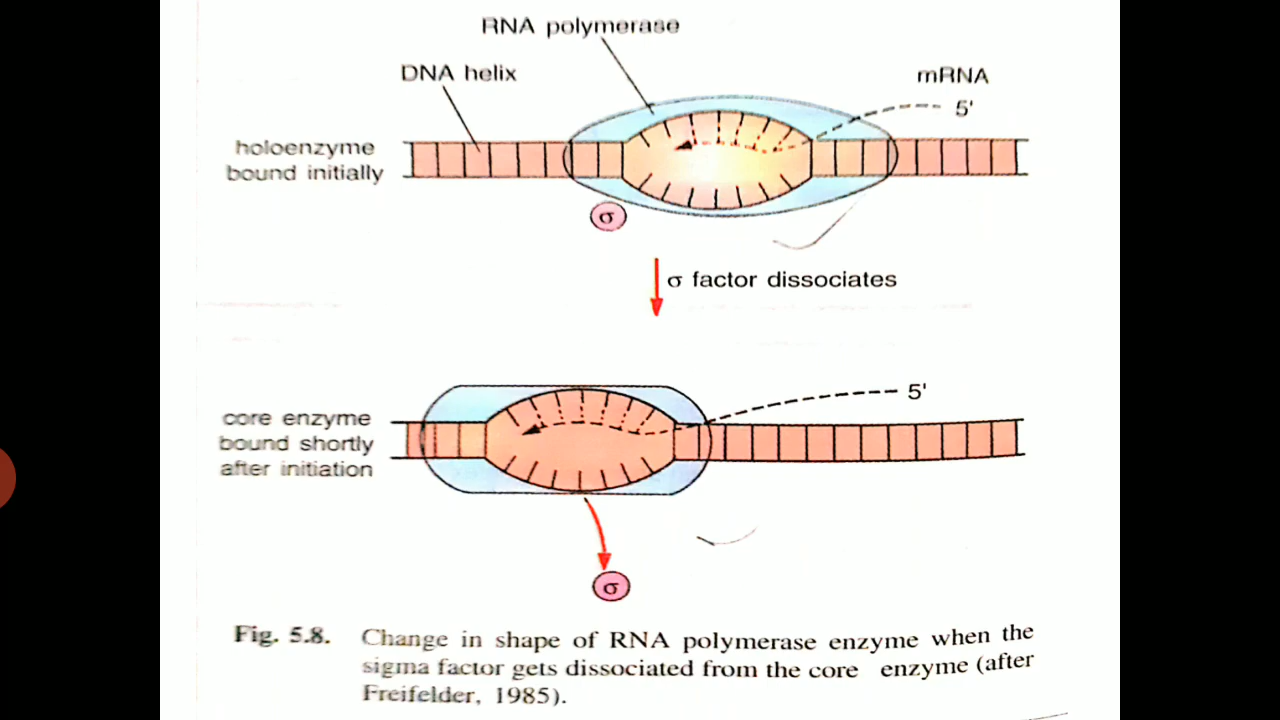 RNA polymerase
DNA helix
mRNA
5'
holoenzyme
bound initially
σ
σ factor dissociates
5'
core enzyme
bound shortly
after initiation
σ
Fig. 5.8. Change in shape of RNA polymerase enzyme when the
sigma factor gets dissociated from the core enzyme (after
Freifelder, 1985).